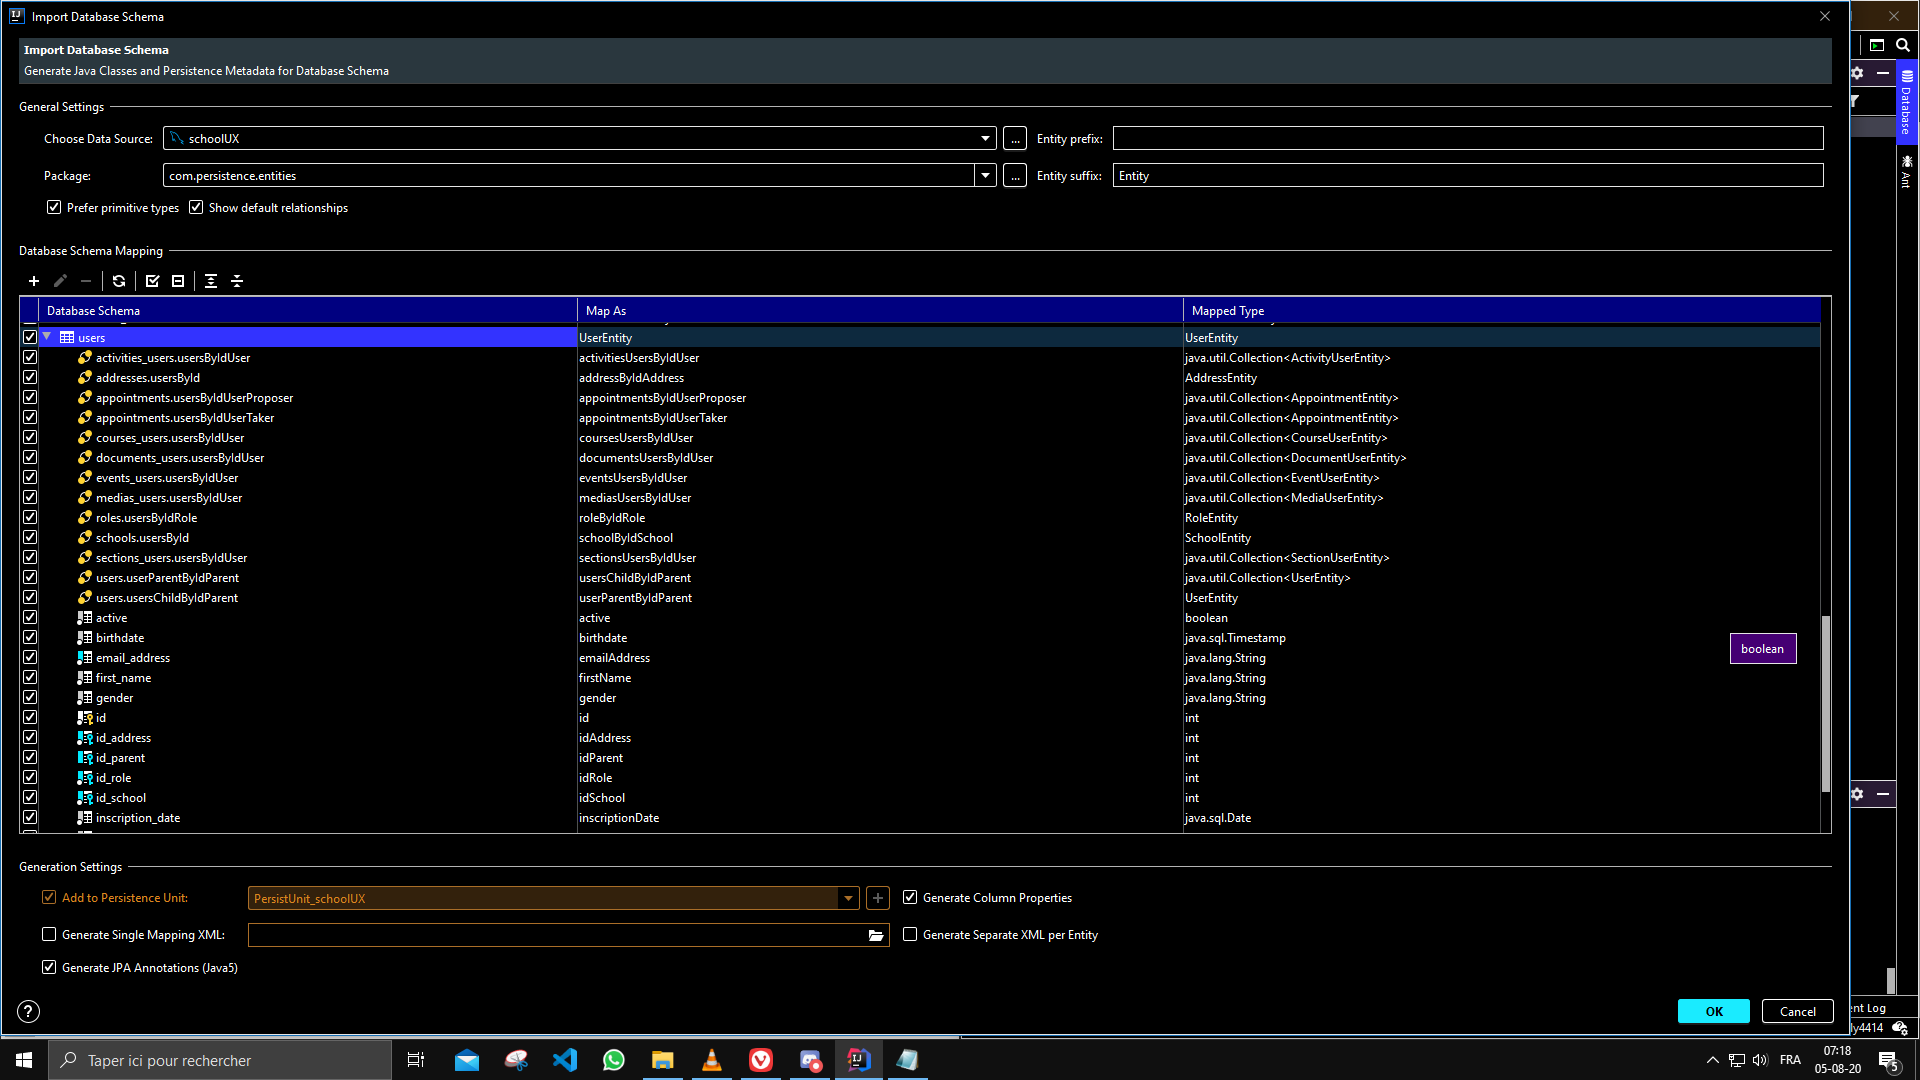 Import Database Schema
Import Database Schema
Generate Java Classes and Persistence Metadata for Database Schema
General Settings
Choose Data Source: schoolUX ... Entity prefix:
Package: com.persistence.entities ... Entity suffix: Entity
Prefer primitive types Show default relationships
Database Schema Mapping
Database Schema Map As Mapped Type
users UserEntity UserEntity
activities_users.usersByIdUser activitiesUsersByIdUser java.util.Collection<ActivityUserEntity>
addresses.usersById addressByIdAddress AddressEntity
appointments.usersByIdUserProposer appointmentsByIdUserProposer java.util.Collection<AppointmentEntity>
appointments.usersByIdUserTaker appointmentsByIdUserTaker java.util.Collection<AppointmentEntity>
courses_users.usersByIdUser coursesUsersByIdUser java.util.Collection<CourseUserEntity>
documents_users.usersByIdUser documentsUsersByIdUser java.util.Collection<DocumentUserEntity>
events_users.usersByIdUser eventsUsersByIdUser java.util.Collection<EventUserEntity>
medias_users.usersByIdUser mediasUsersByIdUser java.util.Collection<MediaUserEntity>
roles.usersByIdRole roleByIdRole RoleEntity
schools.usersById schoolByIdSchool SchoolEntity
sections_users.usersByIdUser sectionsUsersByIdUser java.util.Collection<SectionUserEntity>
users.userParentByIdParent usersChildByIdParent java.util.Collection<UserEntity>
users.usersChildByIdParent userParentByIdParent UserEntity
active active boolean
birthdate birthdate java.sql.Timestamp
boolean
email_address emailAddress java.lang.String
first_name firstName java.lang.String
gender gender java.lang.String
id id int
id_address idAddress int
id_parent idParent int
id_role idRole int
id_school idSchool int
inscription_date inscriptionDate java.sql.Date
Generation Settings
Add to Persistence Unit: PersistUnit_schoolUX Generate Column Properties
Generate Single Mapping XML: Generate Separate XML per Entity
Generate JPA Annotations (Java5)
? OK Cancel
Database
Ant
ent Log
ly4414
Taper ici pour rechercher
FRA
07:18
05-08-20
5